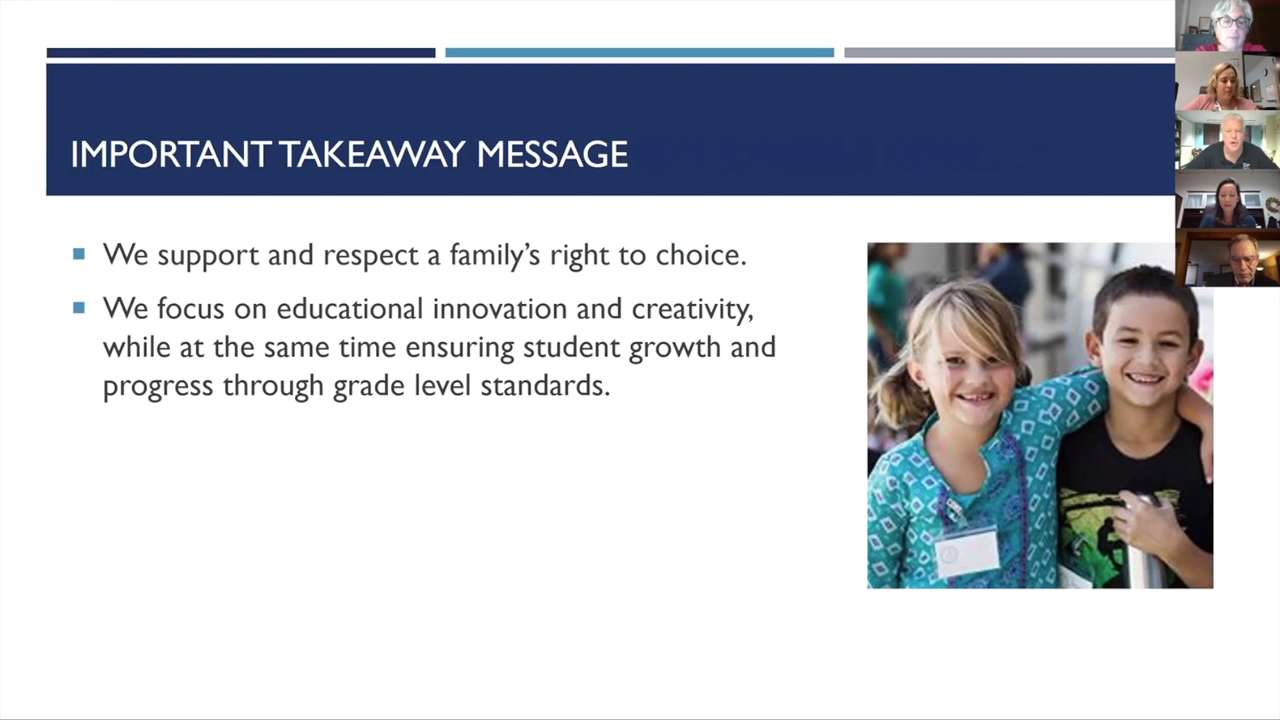 IMPORTANT TAKEAWAY MESSAGE
We support and respect a family's right to choice.
We focus on educational innovation and creativity,
while at the same time ensuring student growth and
progress through grade level standards.